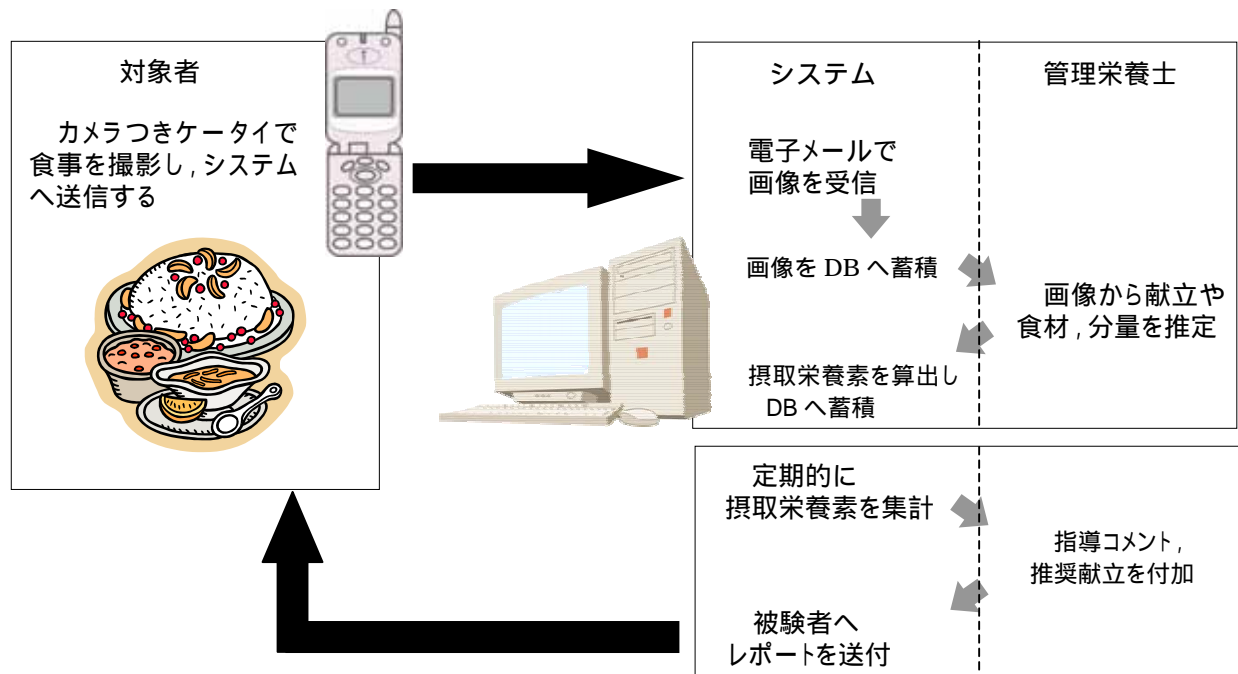 対象者
カメラつきケータイで
食事を撮影し,システム
へ送信する
システム
管理栄養士
電子メールで
画像を受信
画像を DB へ蓄積
画像から献立や
食材,分量を推定
摂取栄養素を算出し
DB へ蓄積
定期的に
摂取栄養素を集計
指導コメント,
推奨献立を付加
被験者へ
レポートを送付